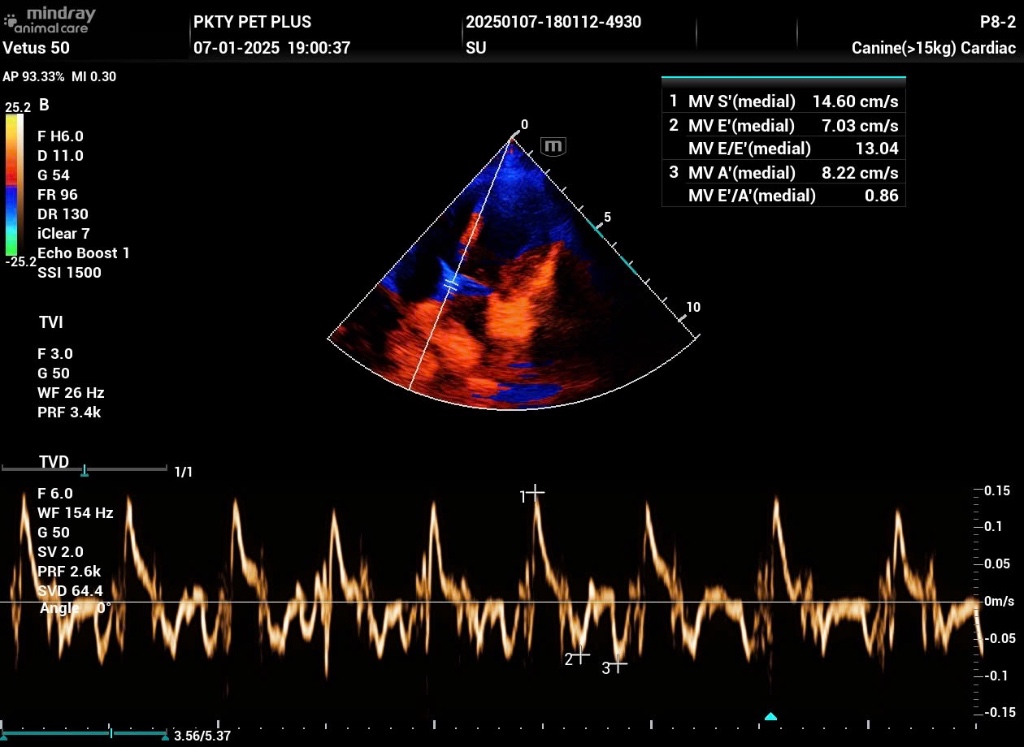 mindray
animal care
Vetus 50
PKTY PET PLUS
07-01-2025 19:00:37
20250107-180112-4930
SU
P8-2
Canine(>15kg) Cardiac
AP 93.33% MI 0.30
25.2
B
F H6.0
D 11.0
G 54
FR 96
DR 130
iClear 7
Echo Boost 1
-25.2
SSI 1500
TVI
F 3.0
G 50
WF 26 Hz
PRF 3.4k
TVD
1/1
F 6.0
WF 154 Hz
G 50
SV 2.0
PRF 2.6k
SVD 64.4
Angle 0°
0
m
5
10
1 MV S'(medial) 14.60 cm/s
2 MV E'(medial) 7.03 cm/s
MV E/E'(medial) 13.04
3 MV A'(medial) 8.22 cm/s
MV E'/A'(medial) 0.86
1
2
3
0.15
0.1
0.05
0m/s
-0.05
-0.1
-0.15
3.56/5.37